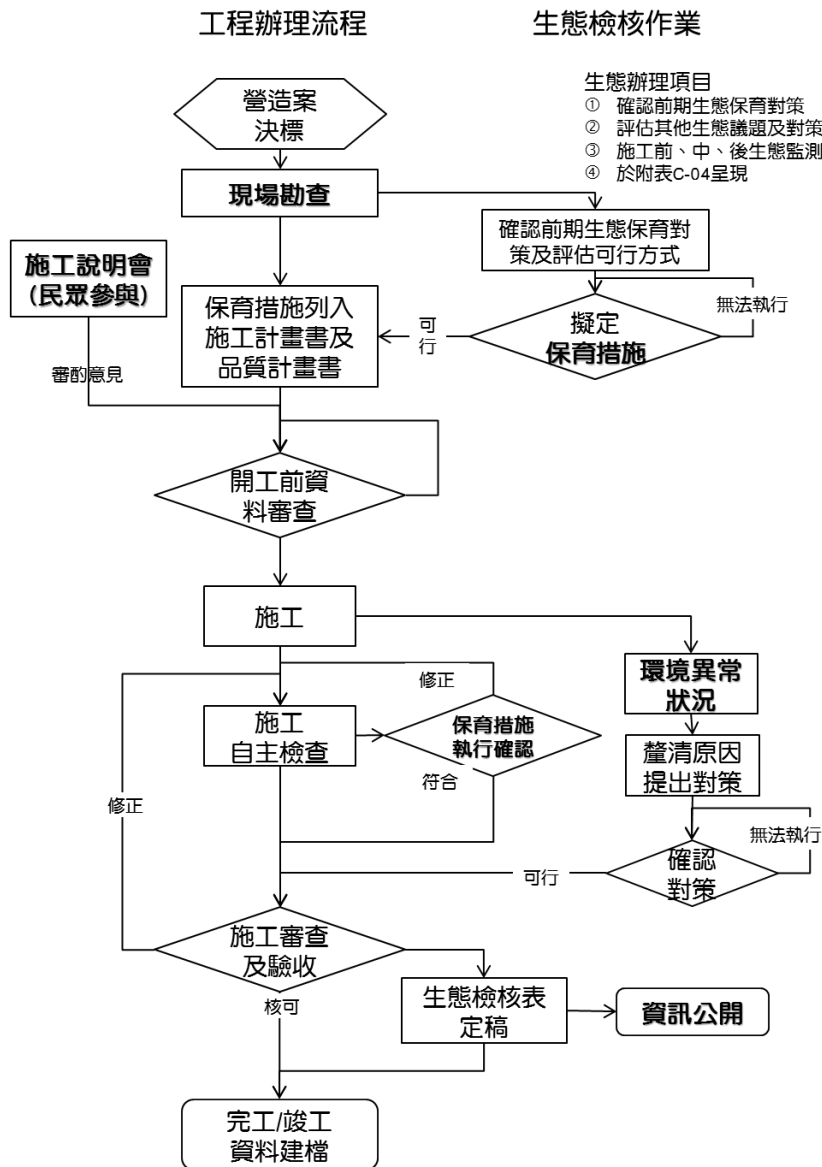 工程辦理流程
生態檢核作業
生態辦理項目
① 確認前期生態保育對策
② 評估其他生態議題及對策
③ 施工前、中、後生態監測
④ 於附表C-04呈現
營造案
決標
現場勘查
確認前期生態保育對
策及評估可行方式
施工說明會
(民眾參與)
保育措施列入
施工計畫書及
品質計畫書
可
行
擬定
保育措施
無法執行
審酌意見
開工前資
料審查
施工
環境異常
狀況
修正
施工
自主檢查
保育措施
執行確認
釐清原因
提出對策
符合
修正
無法執行
確認
對策
可行
施工審查
及驗收
核可
生態檢核表
定稿
資訊公開
完工/竣工
資料建檔